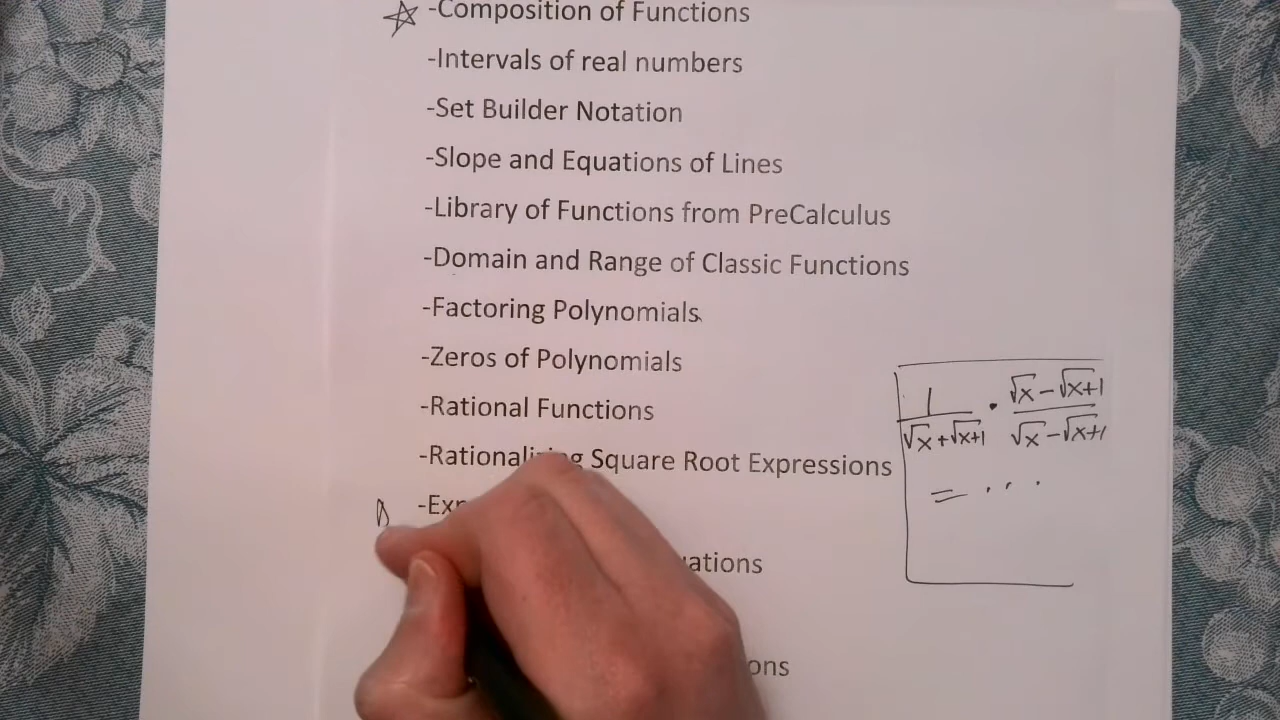 -Composition of Functions
-Intervals of real numbers
-Set Builder Notation
-Slope and Equations of Lines
-Library of Functions from PreCalculus
-Domain and Range of Classic Functions
-Factoring Polynomials
-Zeros of Polynomials
-Rational Functions
1/(√x+√x+1) · (√x-√x+1)/(√x-√x+1)
Square Root Expressions
= ...